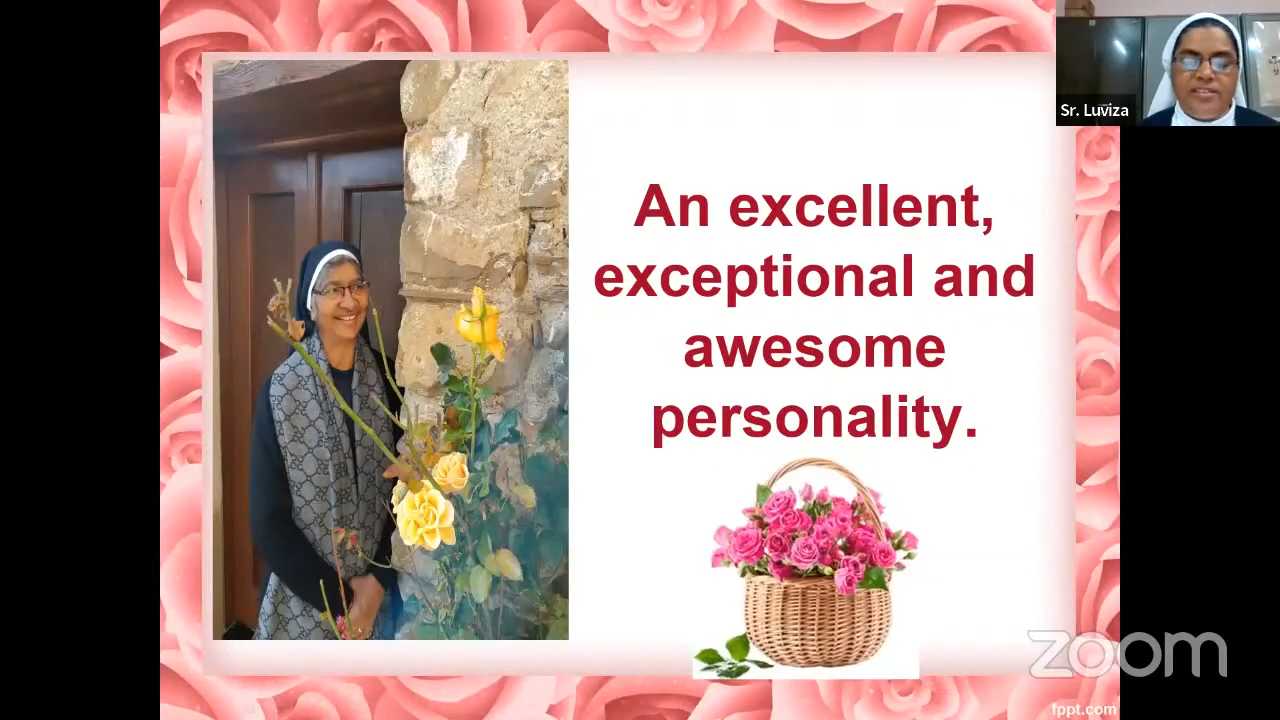 Sr. Luviza
An excellent,
exceptional and
awesome
personality.
zoom
fppt.com